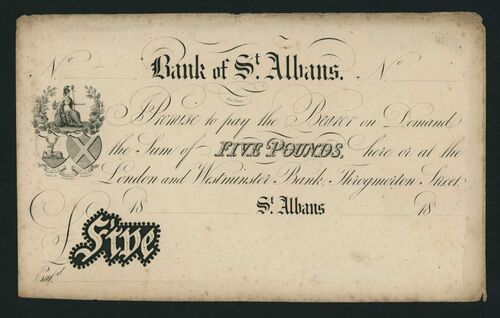 Nº Bank of St. Albans. Nº
I Promise to pay the Bearer on Demand
the Sum of FIVE POUNDS, here or at the
London and Westminster Bank, Throgmorton Street,
18 St. Albans 18
£ Five
Entd.